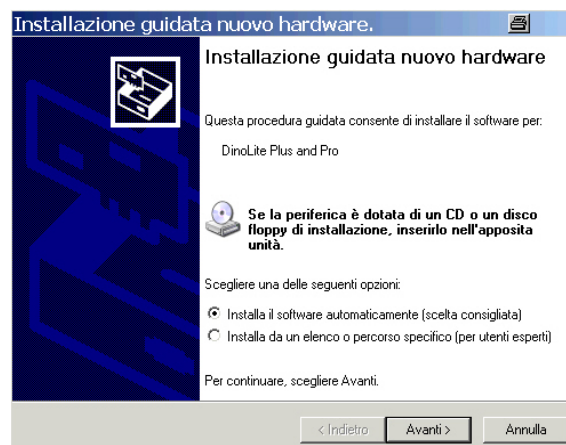 Installazione guidata nuovo hardware.
Installazione guidata nuovo hardware
Questa procedura guidata consente di installare il software per:
DinoLite Plus and Pro
Se la periferica è dotata di un CD o un disco
floppy di installazione, inserirlo nell'apposita
unità.
Scegliere una delle seguenti opzioni:
Installa il software automaticamente (scelta consigliata)
Installa da un elenco o percorso specifico (per utenti esperti)
Per continuare, scegliere Avanti.
< Indietro
Avanti >
Annulla